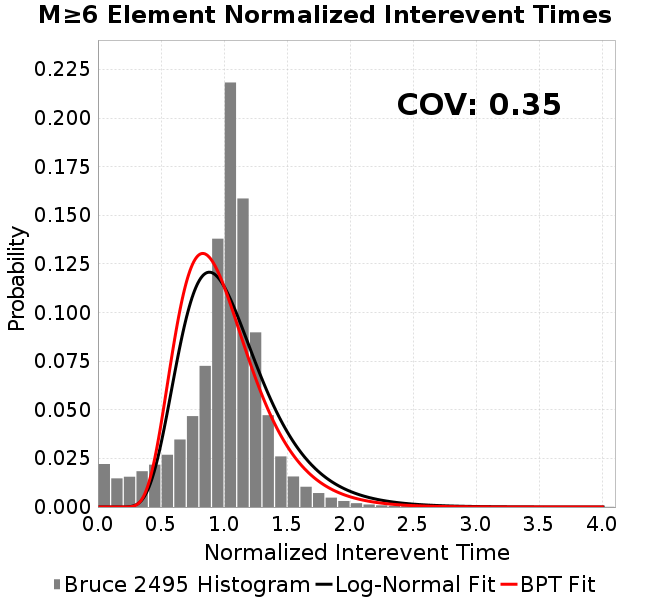 M≥6 Element Normalized Interevent Times
COV: 0.35
Probability
0.225
0.200
0.175
0.150
0.125
0.100
0.075
0.050
0.025
0.000
0.0 0.5 1.0 1.5 2.0 2.5 3.0 3.5 4.0
Normalized Interevent Time
Bruce 2495 Histogram Log-Normal Fit BPT Fit